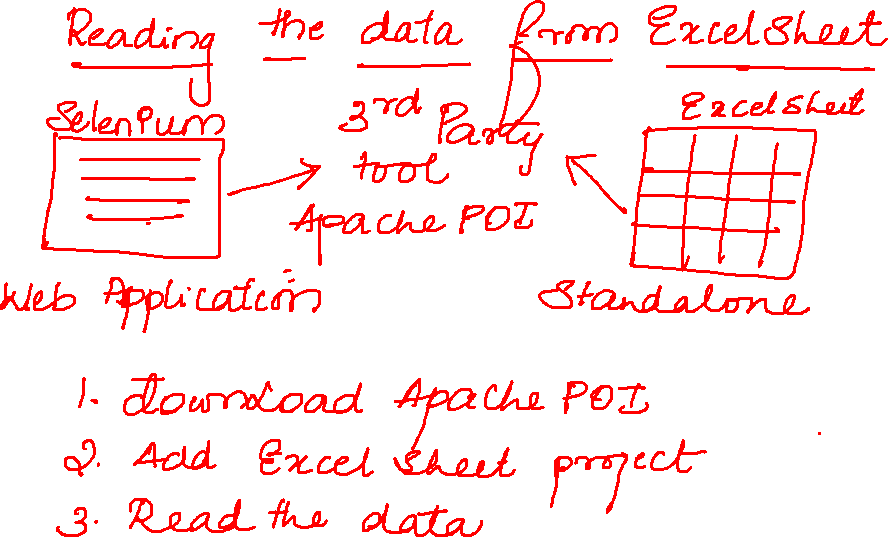 Reading the data from ExcelSheet
Selenium
3rd Party
tool
Apache POI
ExcelSheet
Web Application
Standalone
1. download Apache POI
2. Add Excel sheet project
3. Read the data